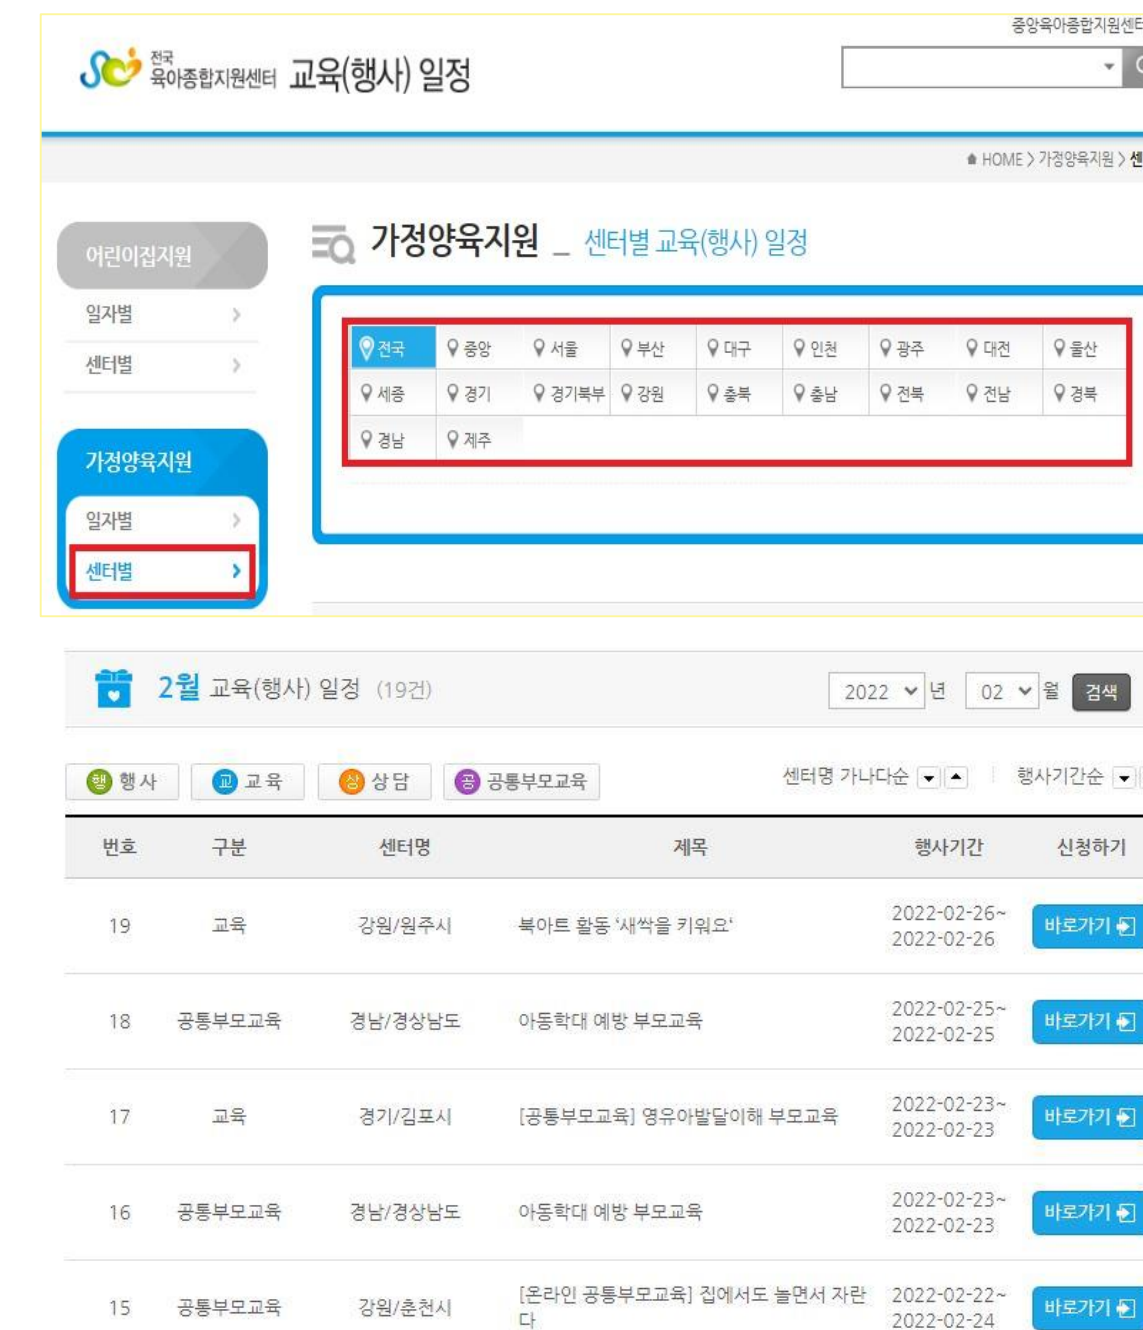 중앙육아종합지원센터
전국
육아종합지원센터 교육(행사) 일정
HOME > 가정양육지원 > 센
어린이집지원
일자별
센터별
가정양육지원
일자별
센터별
가정양육지원 _ 센터별 교육(행사) 일정
전국 중앙 서울 부산 대구 인천 광주 대전 울산
세종 경기 경기북부 강원 충북 충남 전북 전남 경북
경남 제주
2월 교육(행사) 일정 (19건)
2022 년 02 월 검색
행 행사 교 교육 상 상담 공 공통부모교육
센터명 가나다순 행사기간순
번호 구분 센터명 제목 행사기간 신청하기
19 교육 강원/원주시 북아트 활동 '새싹을 키워요' 2022-02-26~
2022-02-26 바로가기
18 공통부모교육 경남/경상남도 아동학대 예방 부모교육 2022-02-25~
2022-02-25 바로가기
17 교육 경기/김포시 [공통부모교육] 영유아발달이해 부모교육 2022-02-23~
2022-02-23 바로가기
16 공통부모교육 경남/경상남도 아동학대 예방 부모교육 2022-02-23~
2022-02-23 바로가기
15 공통부모교육 강원/춘천시 [온라인 공통부모교육] 집에서도 놀면서 자란 2022-02-22~
다 2022-02-24 바로가기